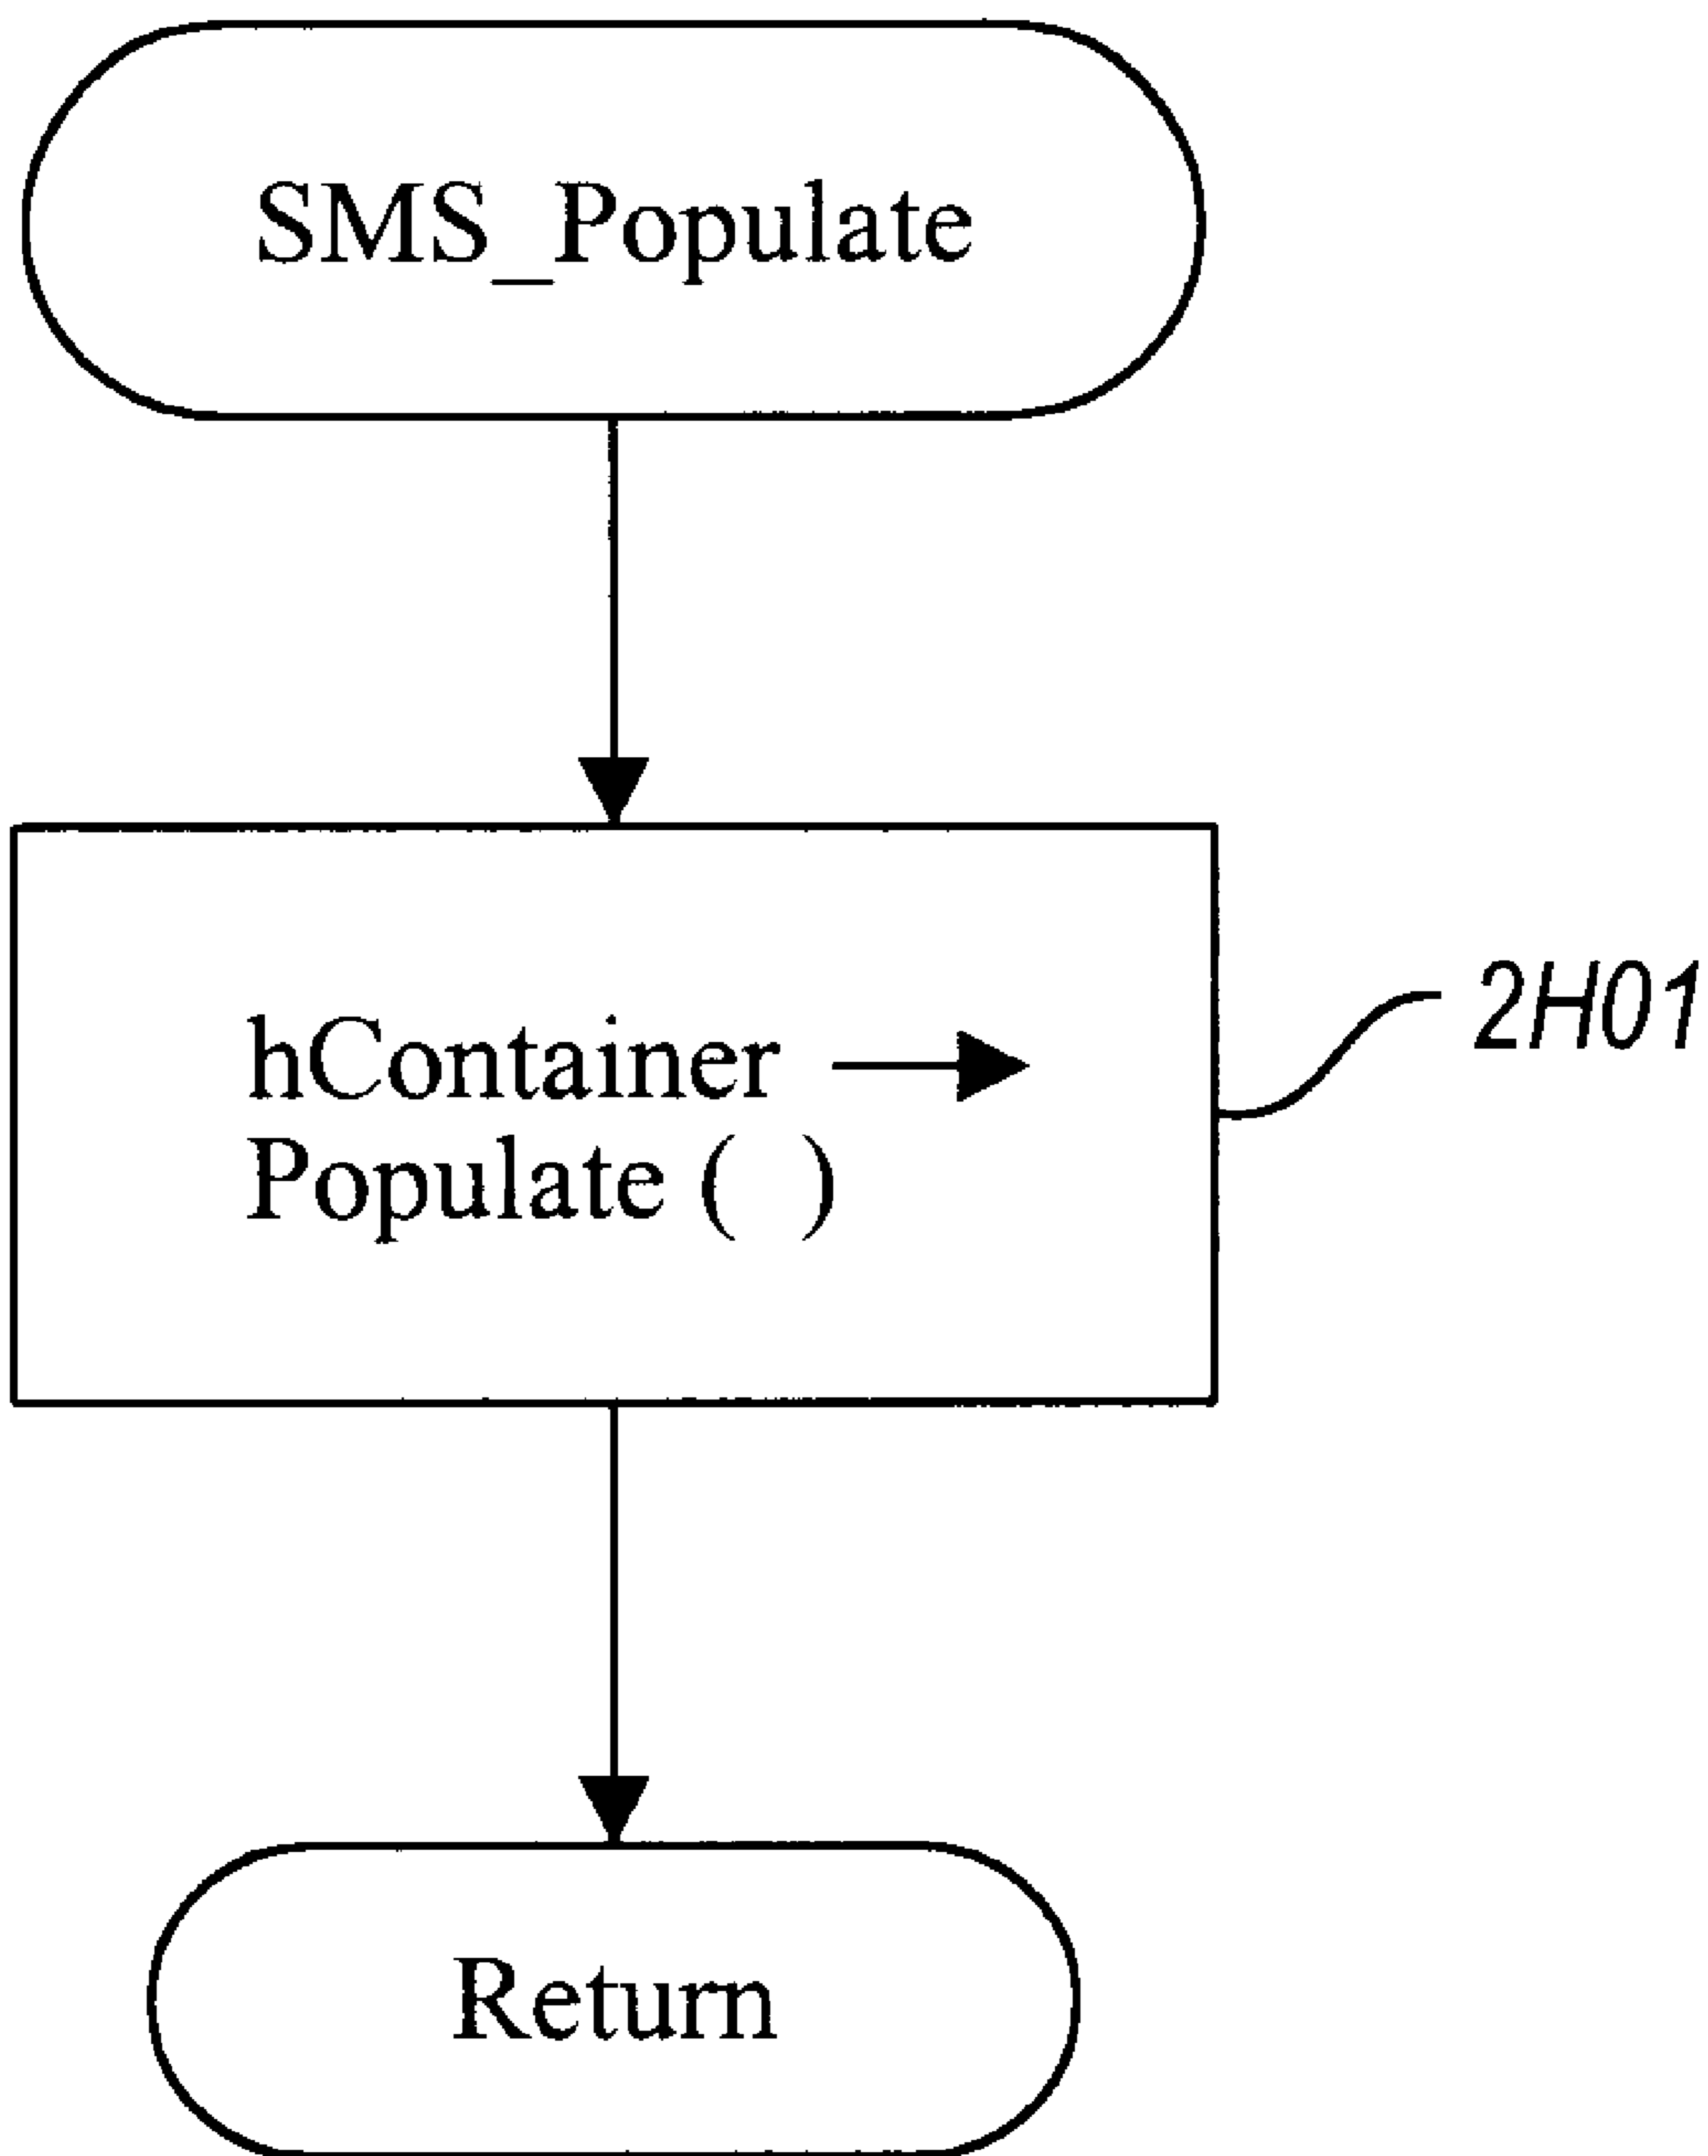 SMS_Populate
hContainer →
Populate ( )
2H01
Return